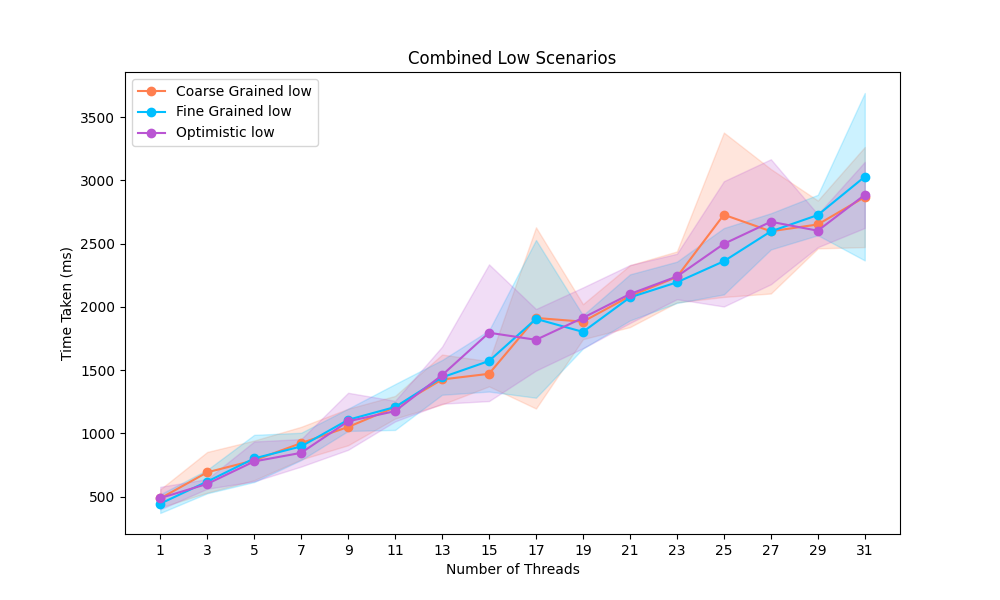 Combined Low Scenarios
Coarse Grained low
Fine Grained low
Optimistic low
Time Taken (ms)
3500
3000
2500
2000
1500
1000
500
1 3 5 7 9 11 13 15 17 19 21 23 25 27 29 31
Number of Threads